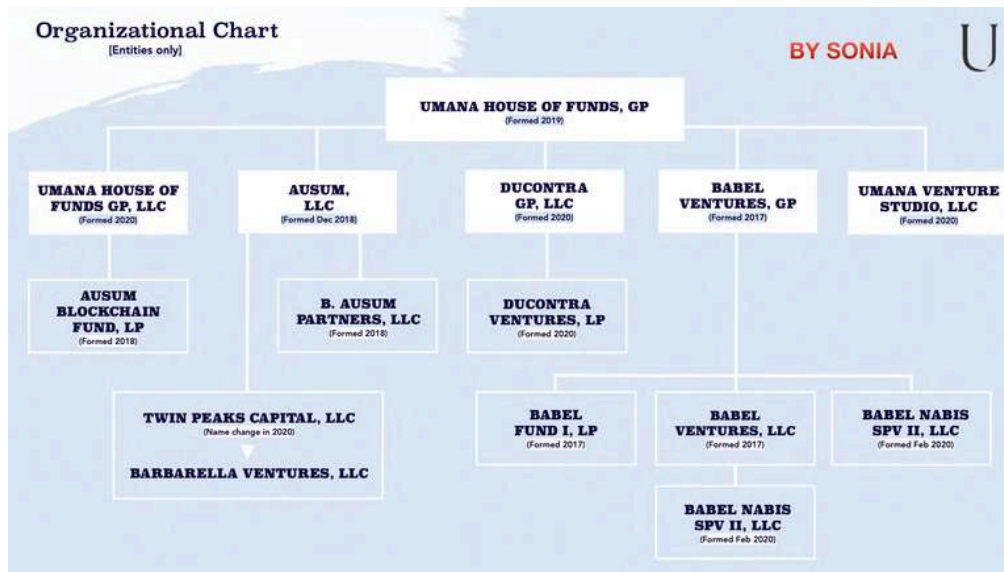 Organizational Chart
[Entities only]
BY SONIA
U
UMANA HOUSE OF FUNDS, GP
(Formed 2019)
UMANA HOUSE OF
FUNDS GP, LLC
(Formed 2020)
AUSUM,
LLC
(Formed Dec 2018)
DUCONTRA
GP, LLC
(Formed 2020)
BABEL
VENTURES, GP
(Formed 2017)
UMANA VENTURE
STUDIO, LLC
(Formed 2020)
AUSUM
BLOCKCHAIN
FUND, LP
(Formed 2018)
B. AUSUM
PARTNERS, LLC
(Formed 2018)
DUCONTRA
VENTURES, LP
(Formed 2020)
TWIN PEAKS CAPITAL, LLC
(Name change in 2020)
BARBARELLA VENTURES, LLC
BABEL
FUND I, LP
(Formed 2017)
BABEL
VENTURES, LLC
(Formed 2017)
BABEL NABIS
SPV II, LLC
(Formed Feb 2020)
BABEL NABIS
SPV II, LLC
(Formed Feb 2020)